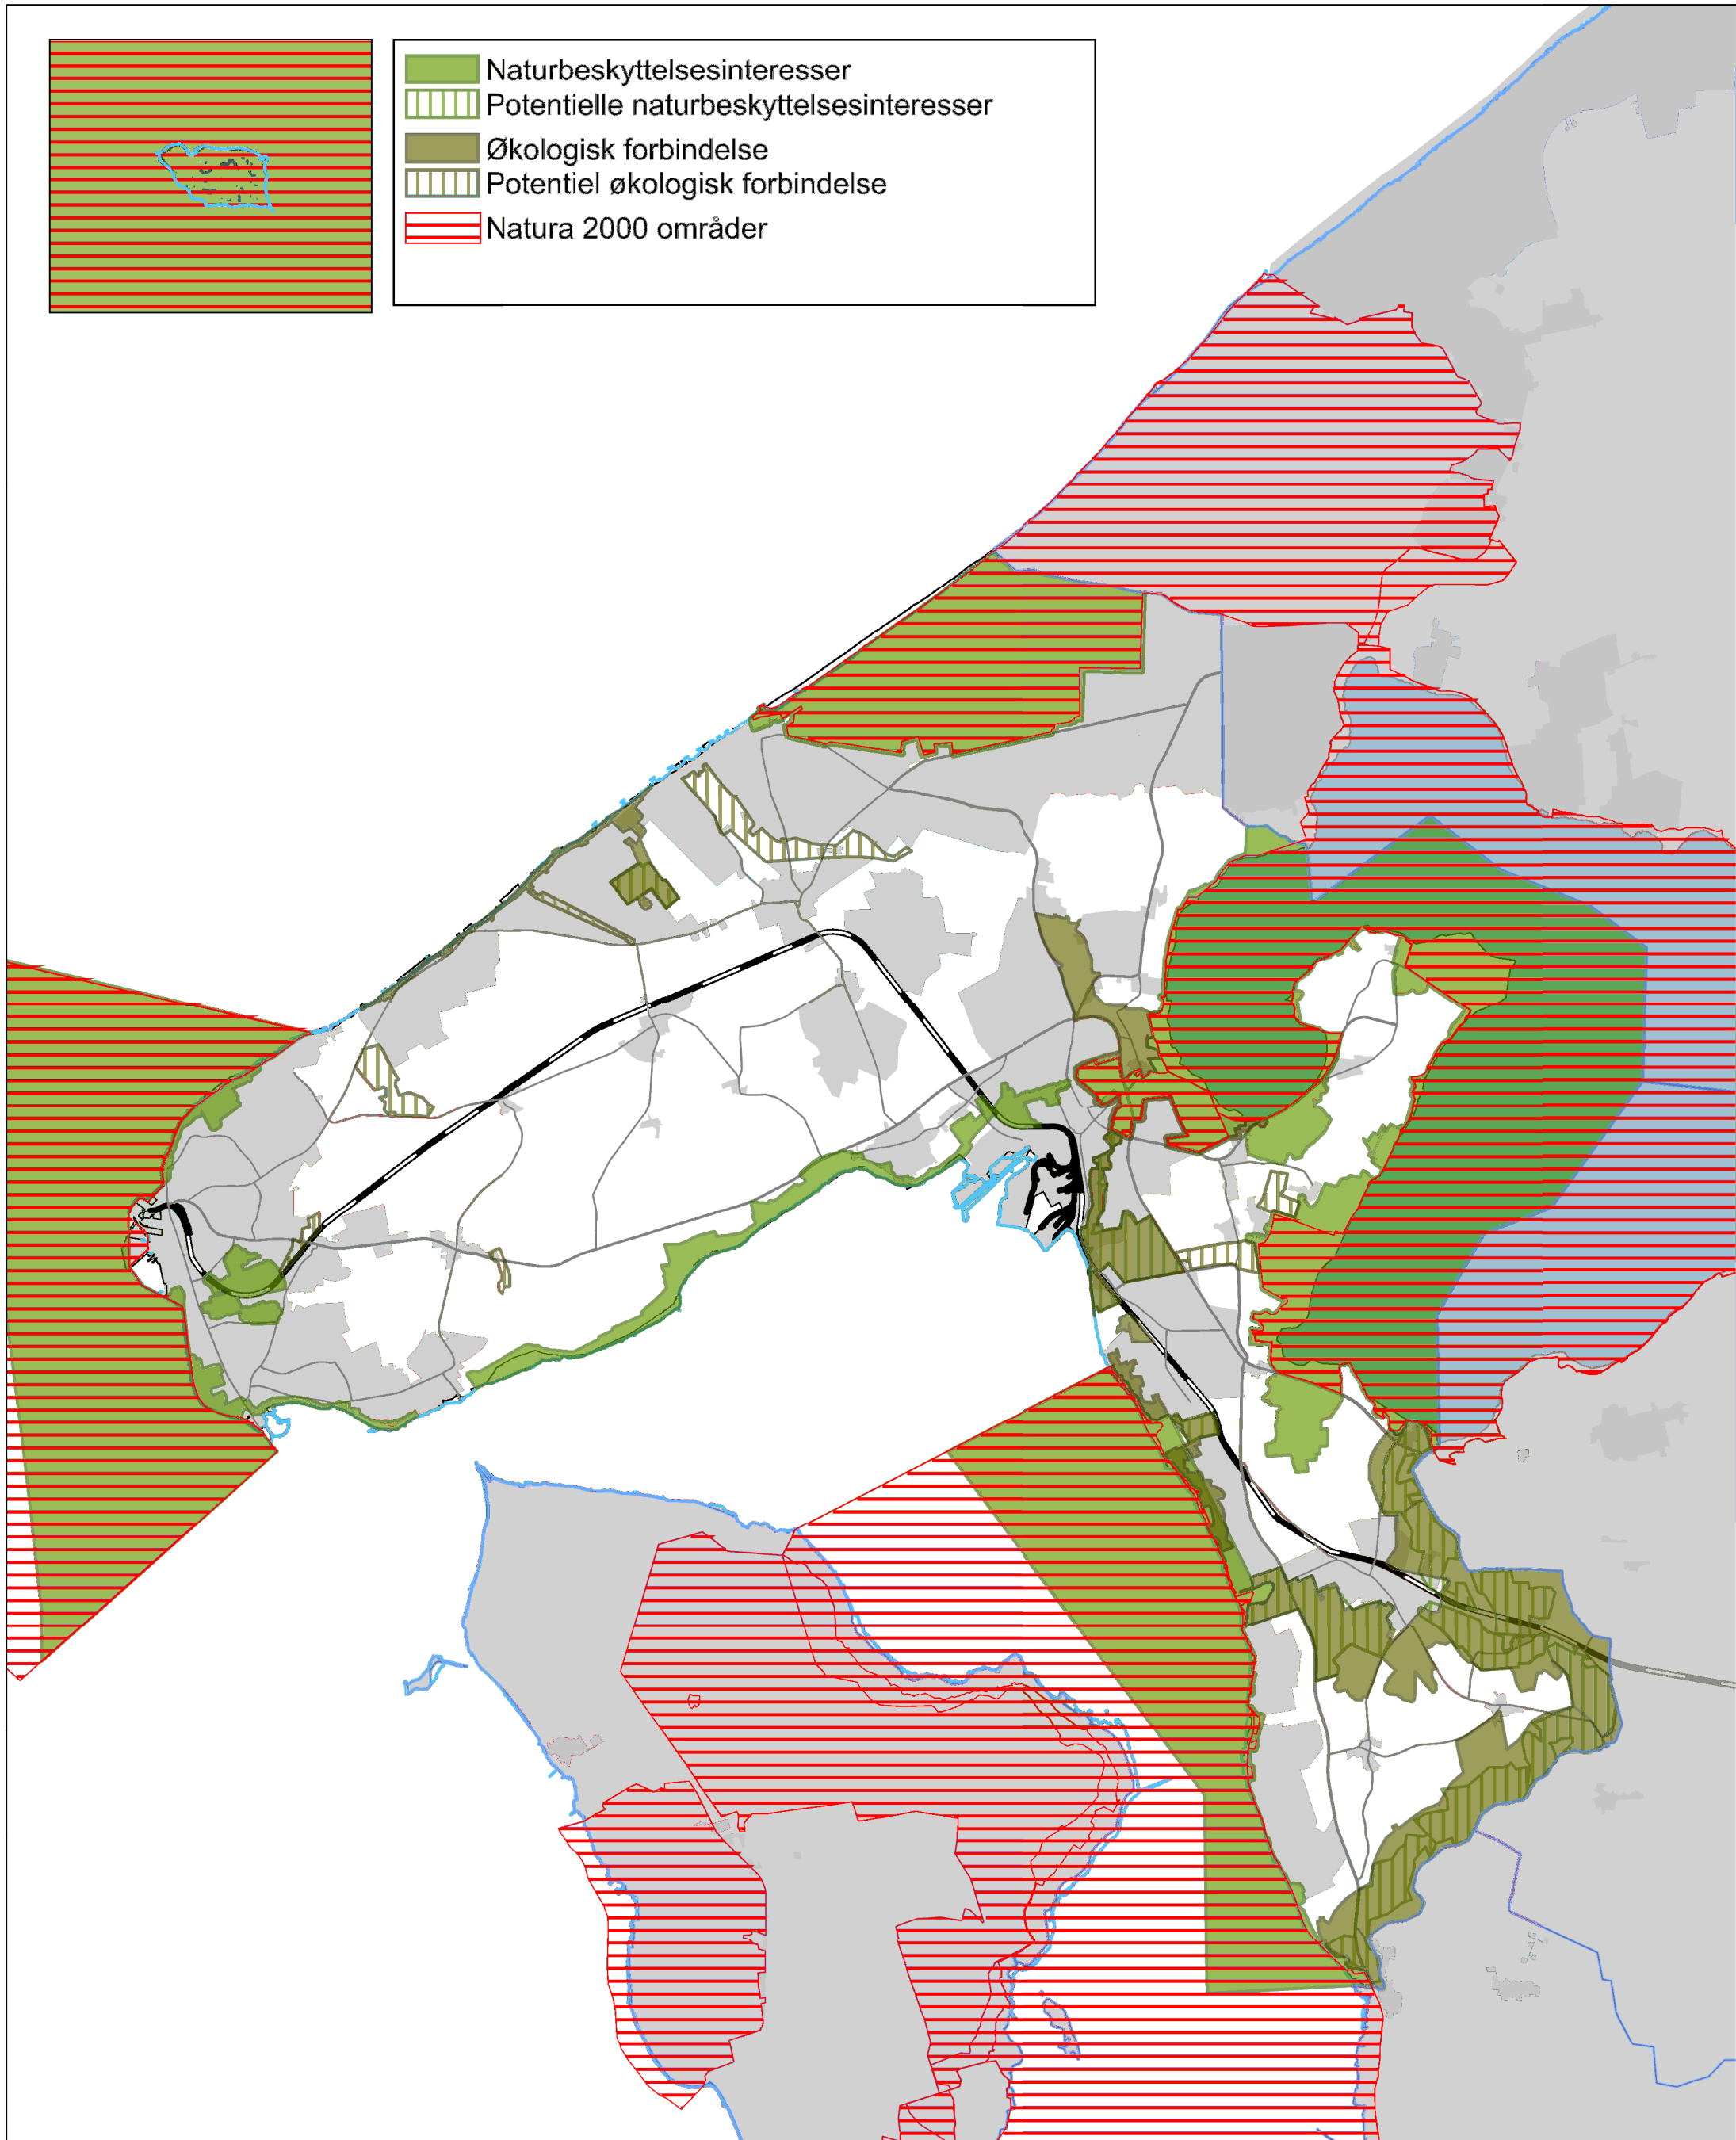 Naturbeskyttelsesinteresser
Potentielle naturbeskyttelsesinteresser
Økologisk forbindelse
Potentiel økologisk forbindelse
Natura 2000 områder